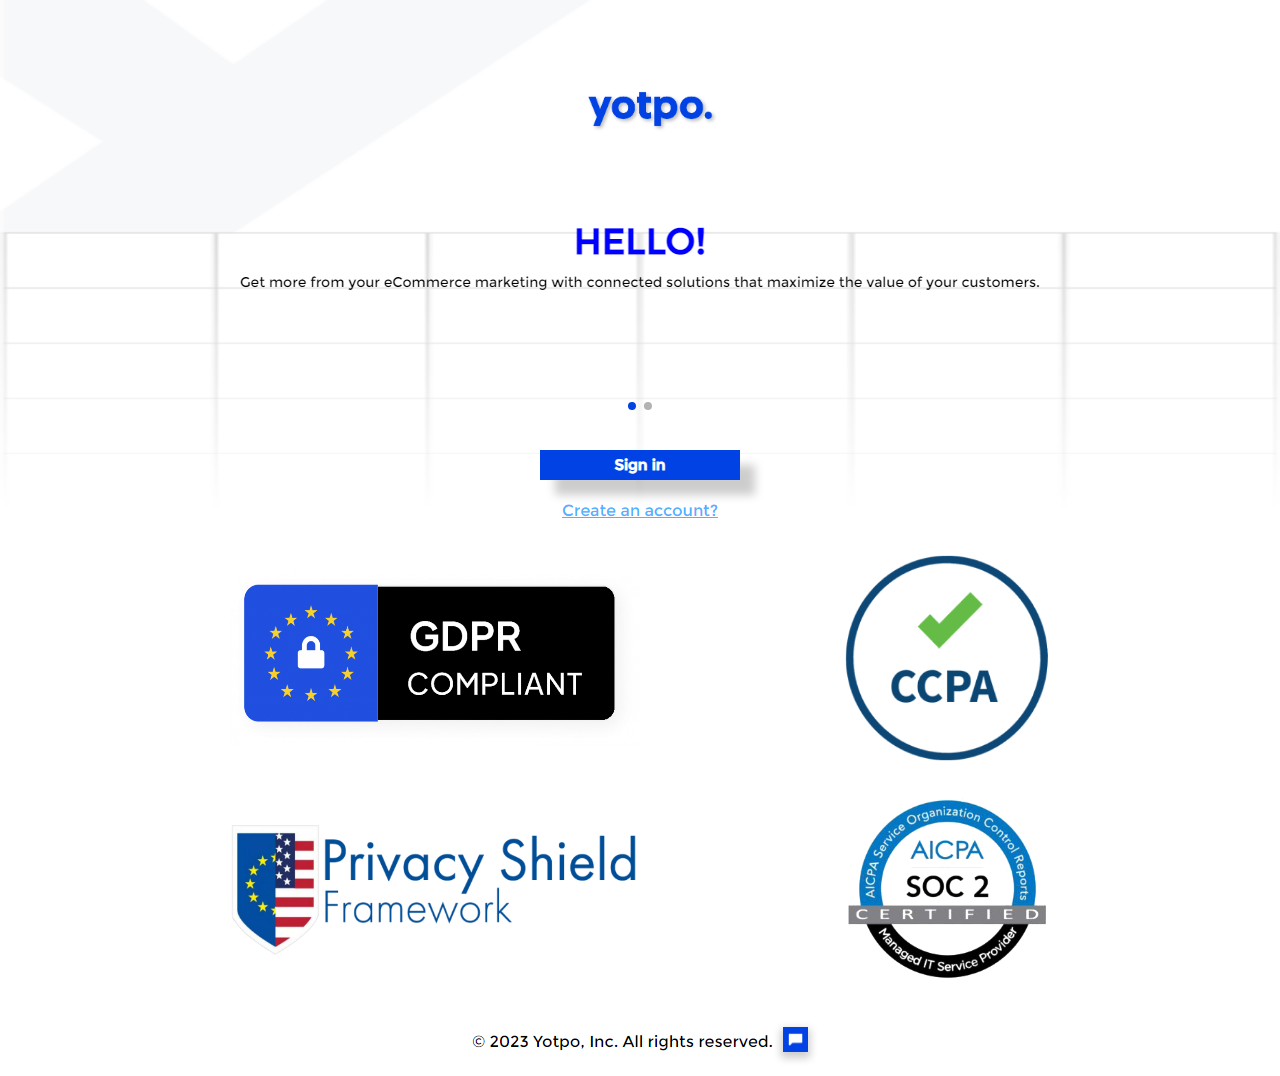 yotpo.
HELLO!
Get more from your eCommerce marketing with connected solutions that maximize the value of your customers.
Sign in
Create an account?
GDPR
COMPLIANT
CCPA
Privacy Shield
Framework
AICPA Service Organization Control Reports
AICPA
SOC 2
CERTIFIED
Managed IT Service Provider
© 2023 Yotpo, Inc. All rights reserved.